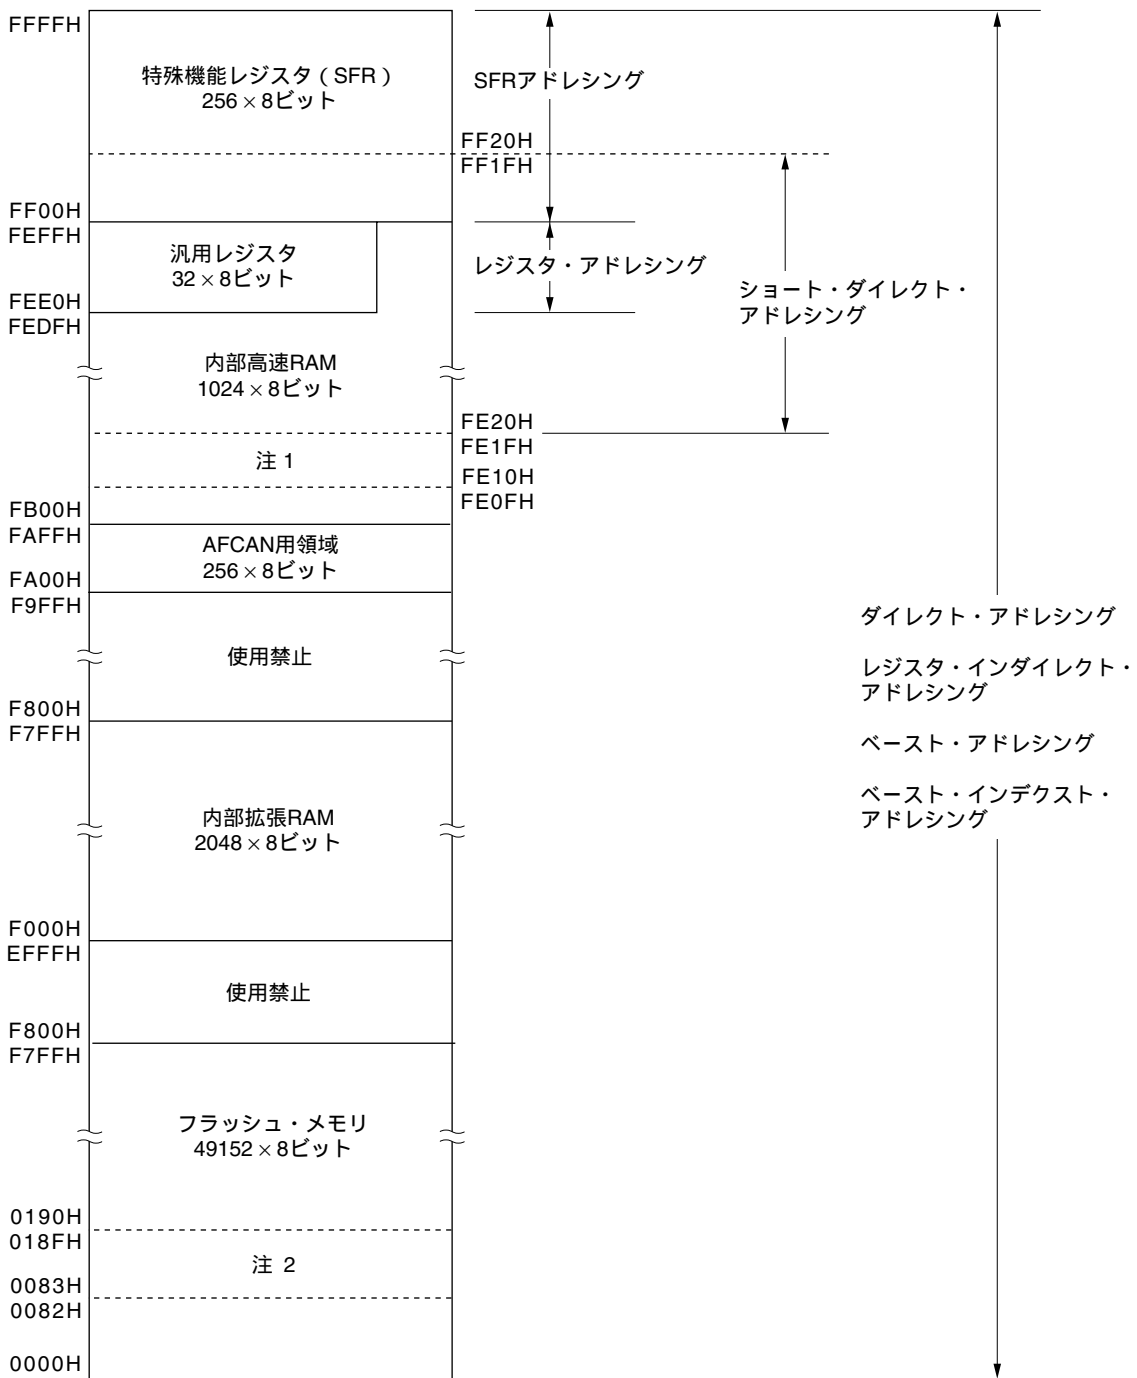 FFFFH
特殊機能レジスタ(SFR)
256×8ビット
SFRアドレシング
FF20H
FF1FH
FF00H
FEFFH
汎用レジスタ
32×8ビット
レジスタ・アドレシング
ショート・ダイレクト・
アドレシング
FEE0H
FEDFH
内部高速RAM
1024×8ビット
FE20H
FE1FH
注1
FE10H
FE0FH
FB00H
FAFFH
AFCAN用領域
256×8ビット
FA00H
F9FFH
使用禁止
ダイレクト・アドレシング
レジスタ・インダイレクト・
アドレシング
ベースト・アドレシング
ベースト・インデクスト・
アドレシング
F800H
F7FFH
内部拡張RAM
2048×8ビット
F000H
EFFFH
使用禁止
F800H
F7FFH
フラッシュ・メモリ
49152×8ビット
0190H
018FH
注 2
0083H
0082H
0000H